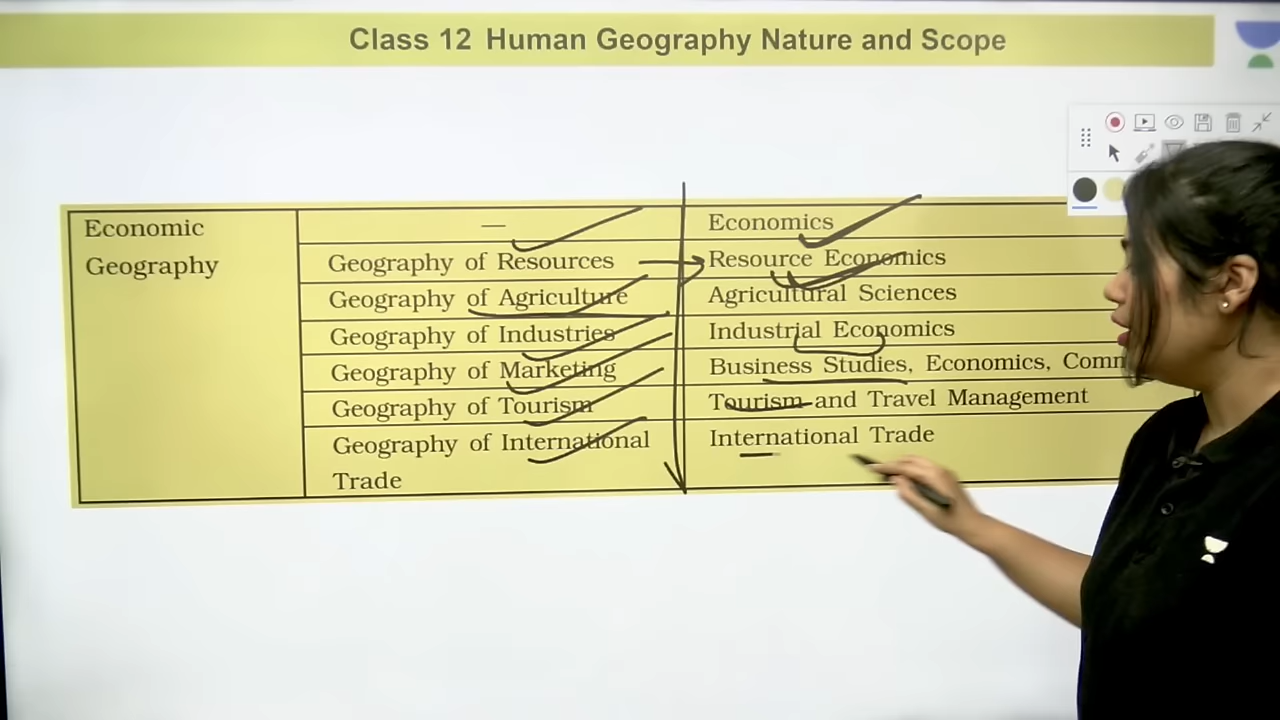 Class 12 Human Geography Nature and Scope
Economic
Geography
—
Economics
Geography of Resources
Resource Economics
Geography of Agriculture
Agricultural Sciences
Geography of Industries
Industrial Economics
Geography of Marketing
Business Studies, Economics, Comm
Geography of Tourism
Tourism and Travel Management
Geography of International
Trade
International Trade